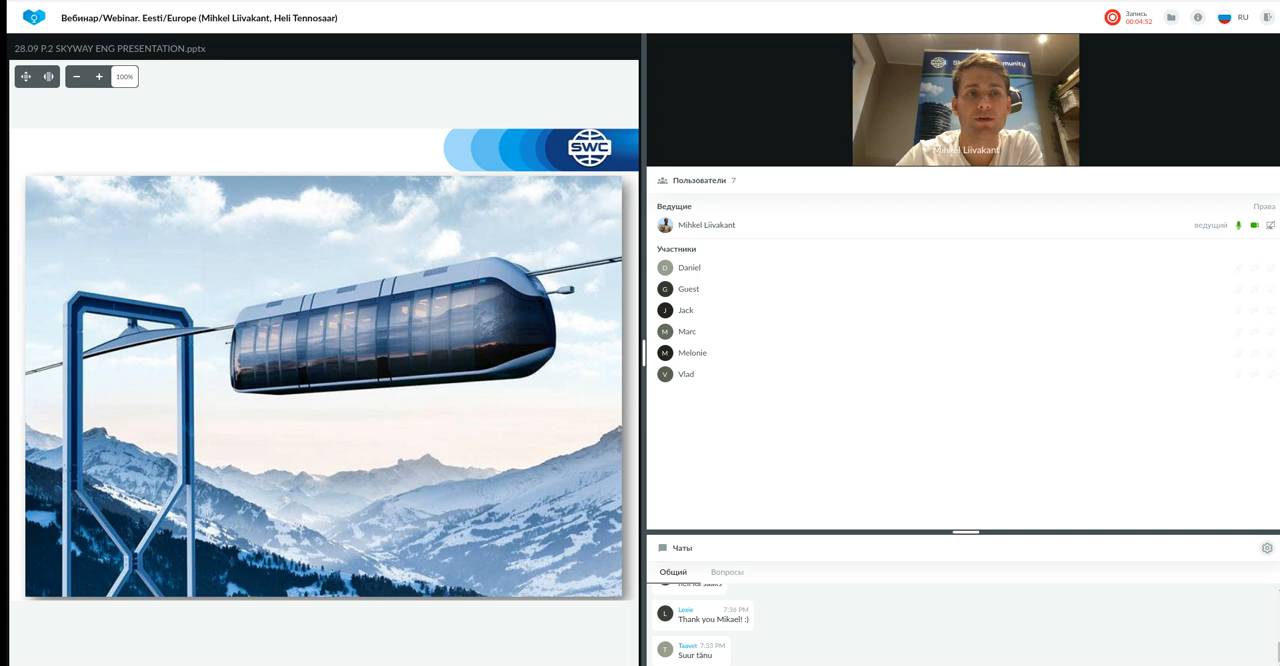 Вебинар/Webinar. Eesti/Europe (Mihkel Liivakant, Heli Tennosaar)
Запись
00:04:52
RU
28.09 P.2 SKYWAY ENG PRESENTATION.pptx
100%
SWC
Mihkel Liivakant
Пользователи 7
Ведущие
Права
Mihkel Liivakant
ведущий
Участники
D Daniel
G Guest
J Jack
M Marc
M Melonie
V Vlad
Чаты
Общий
Вопросы
L Lexie 7:36 PM
Thank you Mikael! :)
T Taavet 7:33 PM
Suur tänu